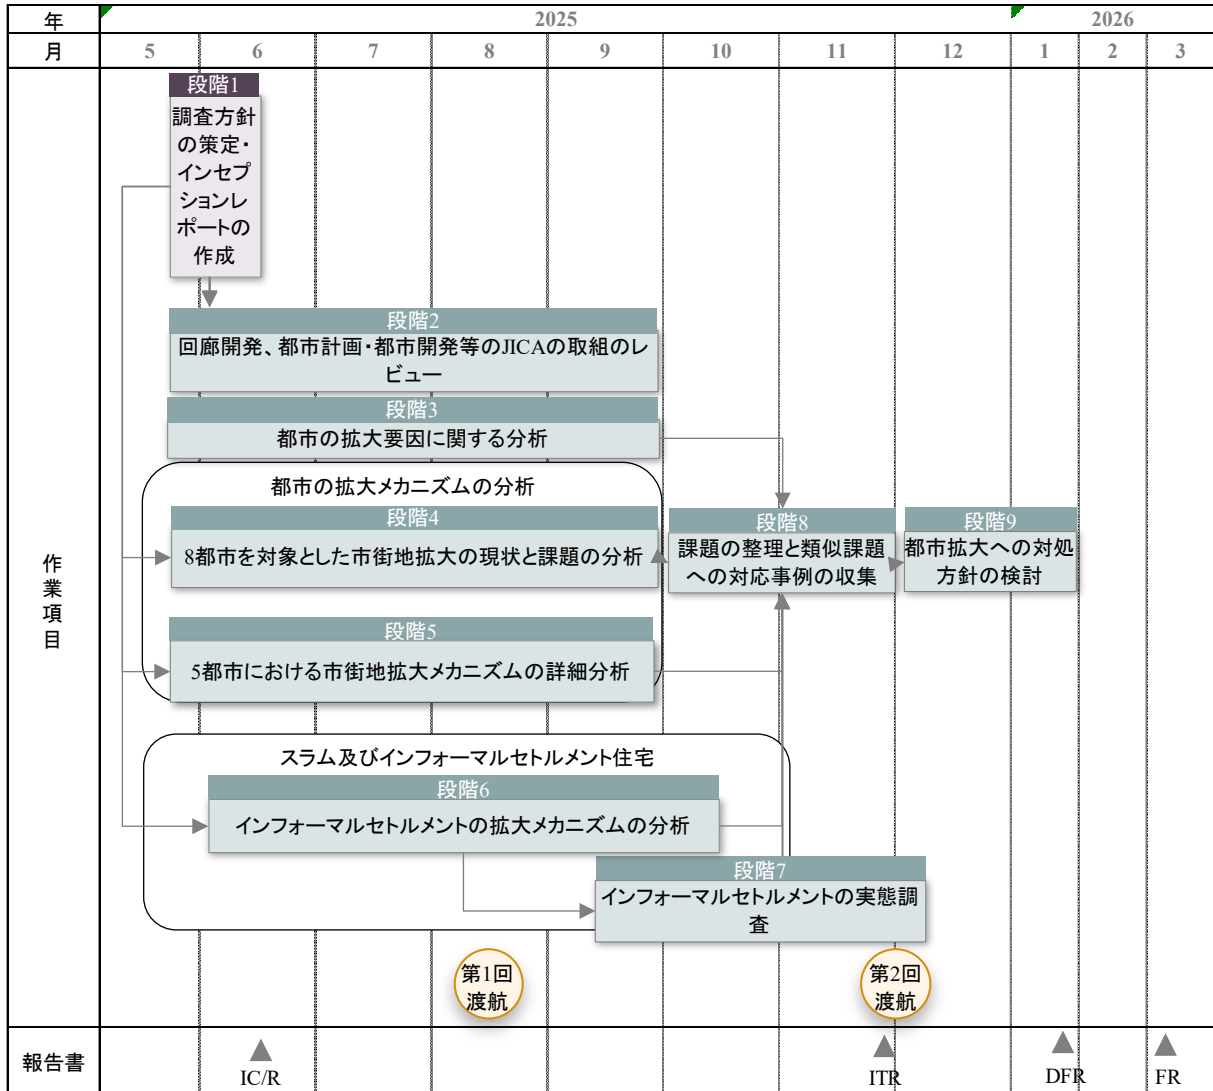 年
2025
2026
月
5
6
7
8
9
10
11
12
1
2
3
作
業
項
目
段階1
調査方針
の策定・
インセプ
ションレ
ポートの
作成
段階2
回廊開発、都市計画・都市開発等のJICAの取組のレ
ビュー
段階3
都市の拡大要因に関する分析
都市の拡大メカニズムの分析
段階4
8都市を対象とした市街地拡大の現状と課題の分析
段階8
課題の整理と類似課題
への対応事例の収集
段階9
都市拡大への対処
方針の検討
段階5
5都市における市街地拡大メカニズムの詳細分析
スラム及びインフォーマルセトルメント住宅
段階6
インフォーマルセトルメントの拡大メカニズムの分析
段階7
インフォーマルセトルメントの実態調
査
第1回
渡航
第2回
渡航
報告書
IC/R
ITR
DFR
FR